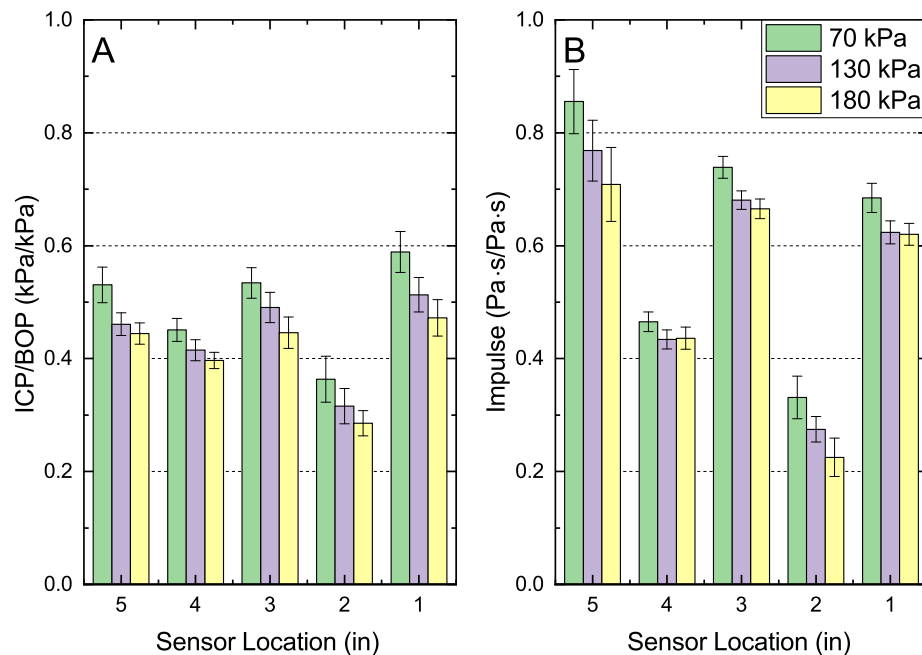 A
ICP/BOP (kPa/kPa)
1.0
0.8
0.6
0.4
0.2
0.0
5 4 3 2 1
Sensor Location (in)
B
70 kPa
130 kPa
180 kPa
Impulse (Pa·s/Pa·s)
1.0
0.8
0.6
0.4
0.2
0.0
5 4 3 2 1
Sensor Location (in)